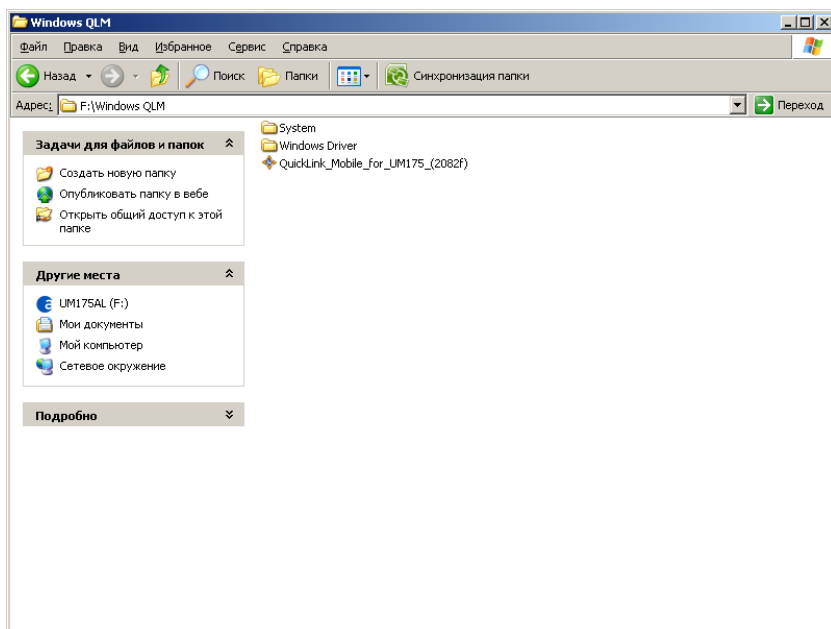 Windows QLM
Файл Правка Вид Избранное Сервис Справка
Назад Поиск Папки Синхронизация папки
Адрес: F:\Windows QLM Переход
Задачи для файлов и папок
Создать новую папку
Опубликовать папку в вебе
Открыть общий доступ к этой
папке
Другие места
UM175AL (F:)
Мои документы
Мой компьютер
Сетевое окружение
Подробно
System
Windows Driver
QuickLink_Mobile_for_UM175_(2082f)